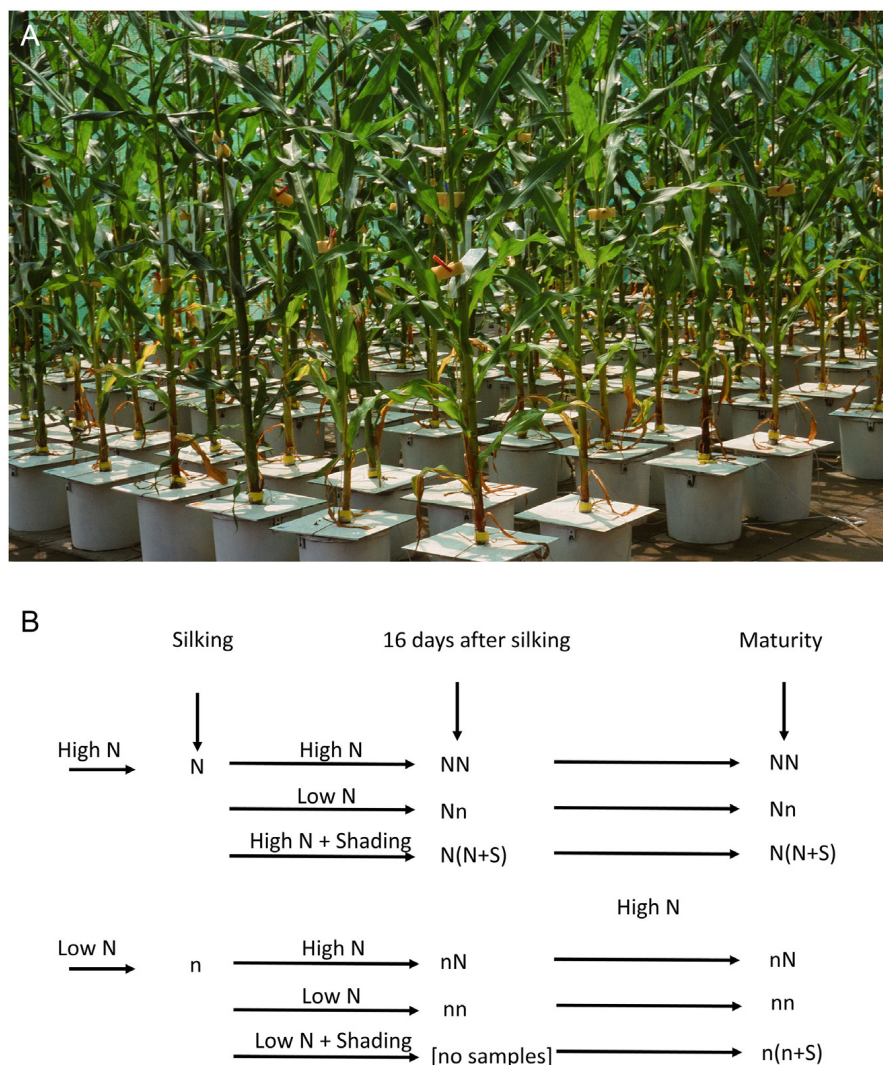 A
B
Silking 16 days after silking Maturity
High N N High N NN NN
Low N Nn Nn
High N + Shading N(N+S) N(N+S)
High N
Low N n High N nN nN
Low N nn nn
Low N + Shading [no samples] n(n+S)